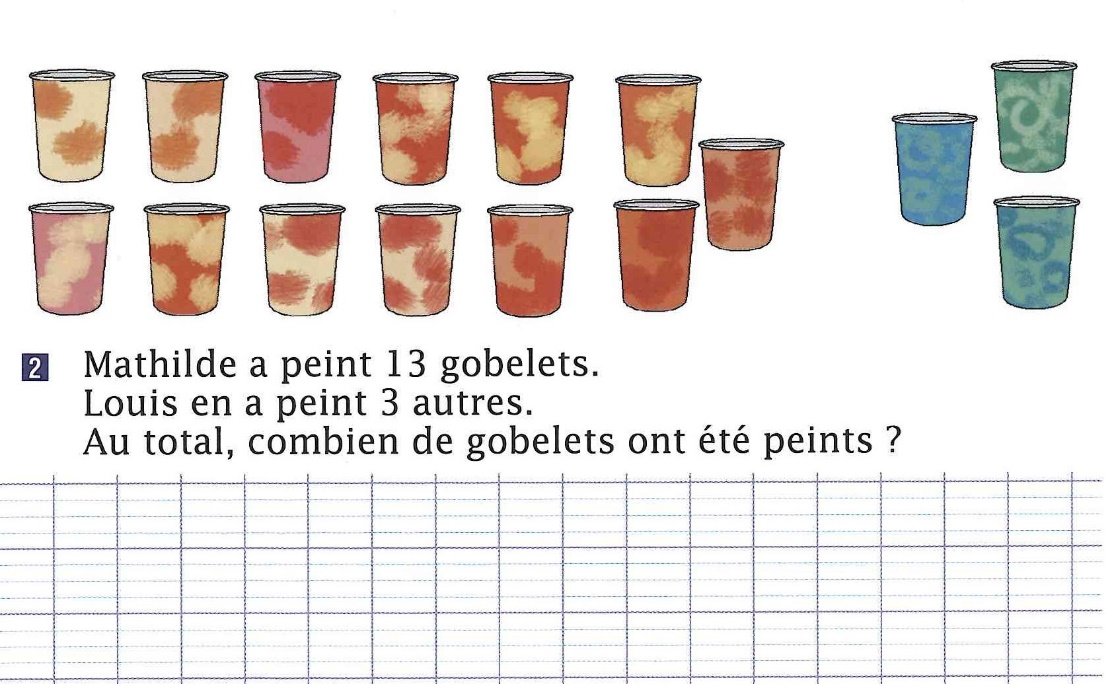 2 Mathilde a peint 13 gobelets.
Louis en a peint 3 autres.
Au total, combien de gobelets ont été peints ?